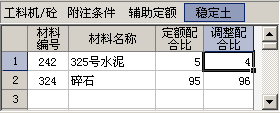 工料机/砼 附注条件 辅助定额 稳定土
材料编号 材料名称 定额配合比 调整配合比
1 242 325号水泥 5 4
2 324 碎石 95 96
3